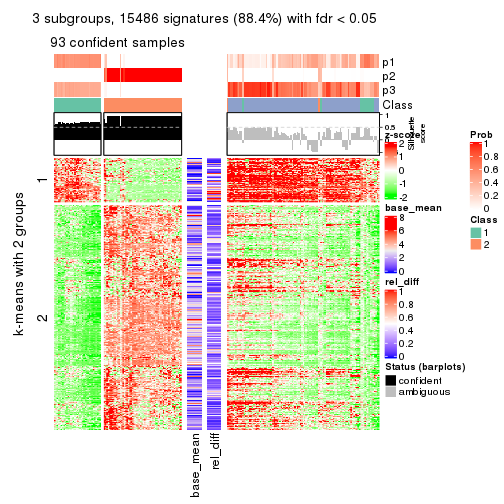 3 subgroups, 15486 signatures (88.4%) with fdr < 0.05
93 confident samples
p1
p2
p3
Class
1
0.5
0
Silhouette
score
z-score
2
1
0
-1
-2
base_mean
8
6
4
2
0
rel_diff
1
0.8
0.6
0.4
0.2
0
Status (barplots)
confident
ambiguous
Prob
1
0.8
0.6
0.4
0.2
0
Class
1
2
k-means with 2 groups
1
2
base_mean
rel_diff